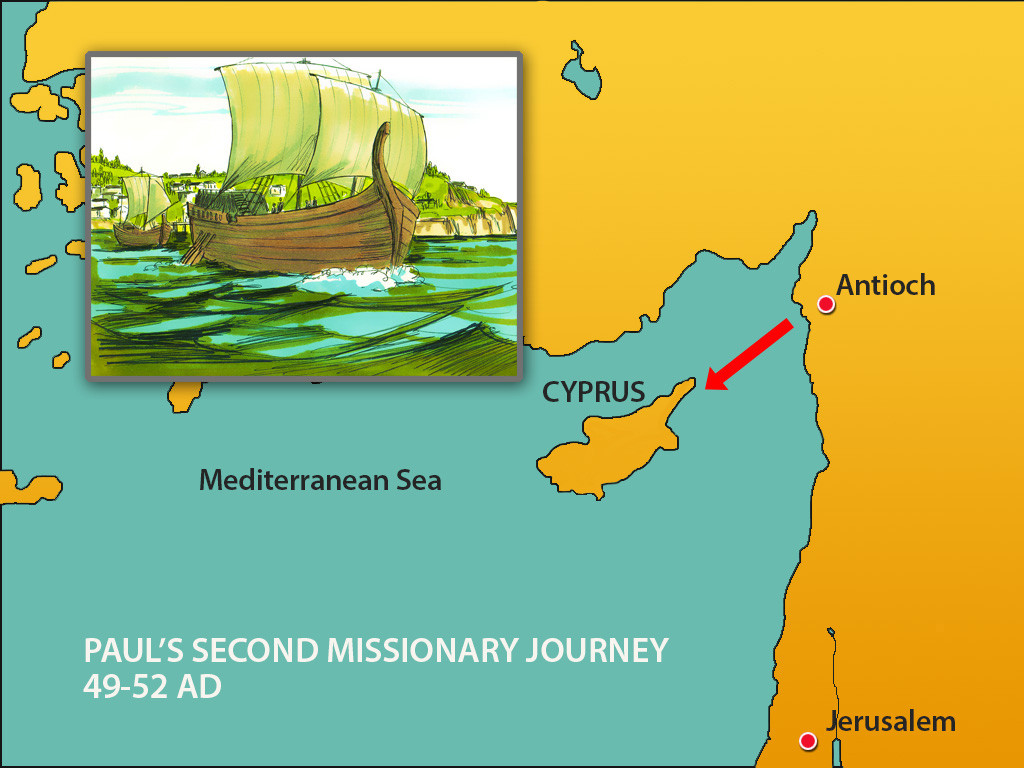 Antioch
CYPRUS
Mediterranean Sea
PAUL’S SECOND MISSIONARY JOURNEY
49-52 AD
Jerusalem